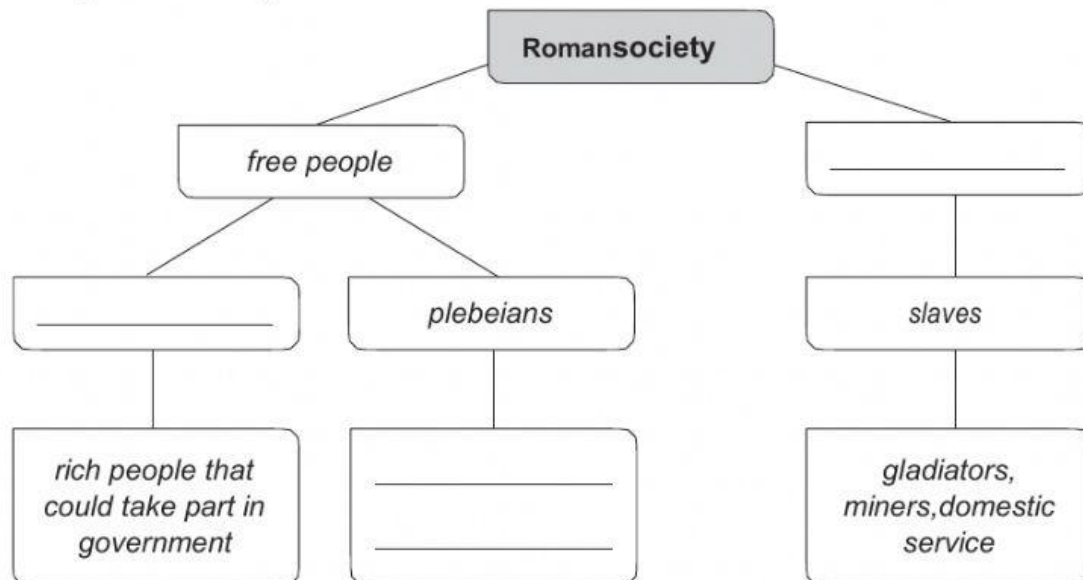 Romansociety
free people
plebeians
slaves
rich people that
could take part in
government
gladiators,
miners,domestic
service